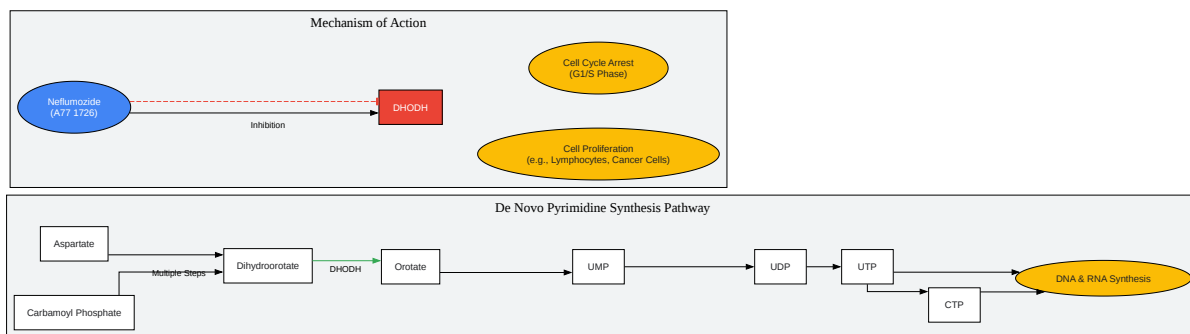 Mechanism of Action
Cell Cycle Arrest
(G1/S Phase)
Neflumozide
(A77 1726)
DHODH
Inhibition
Cell Proliferation
(e.g., Lymphocytes, Cancer Cells)
De Novo Pyrimidine Synthesis Pathway
Aspartate
Multiple Steps
Carbamoyl Phosphate
Dihydroorotate
DHODH
Orotate
UMP
UDP
UTP
CTP
DNA & RNA Synthesis